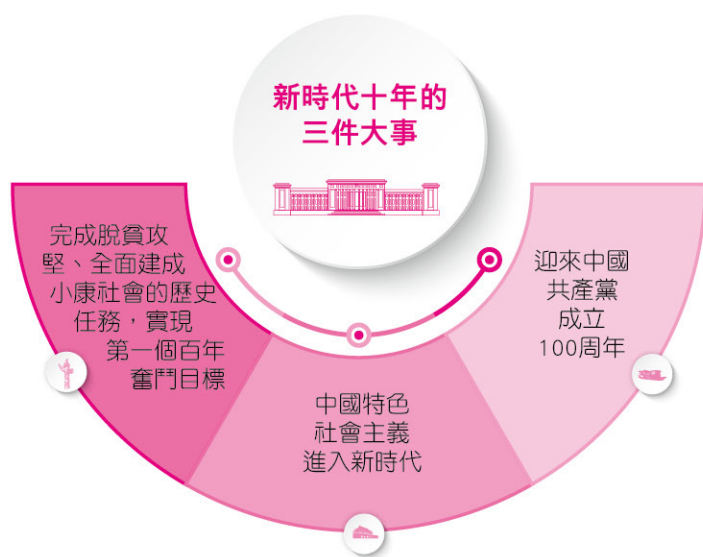 新時代十年的
三件大事
完成脫貧攻
堅、全面建成
小康社會的歷史
任務，實現
第一個百年
奮鬥目標
中國特色
社會主義
進入新時代
迎來中國
共產黨
成立
100周年